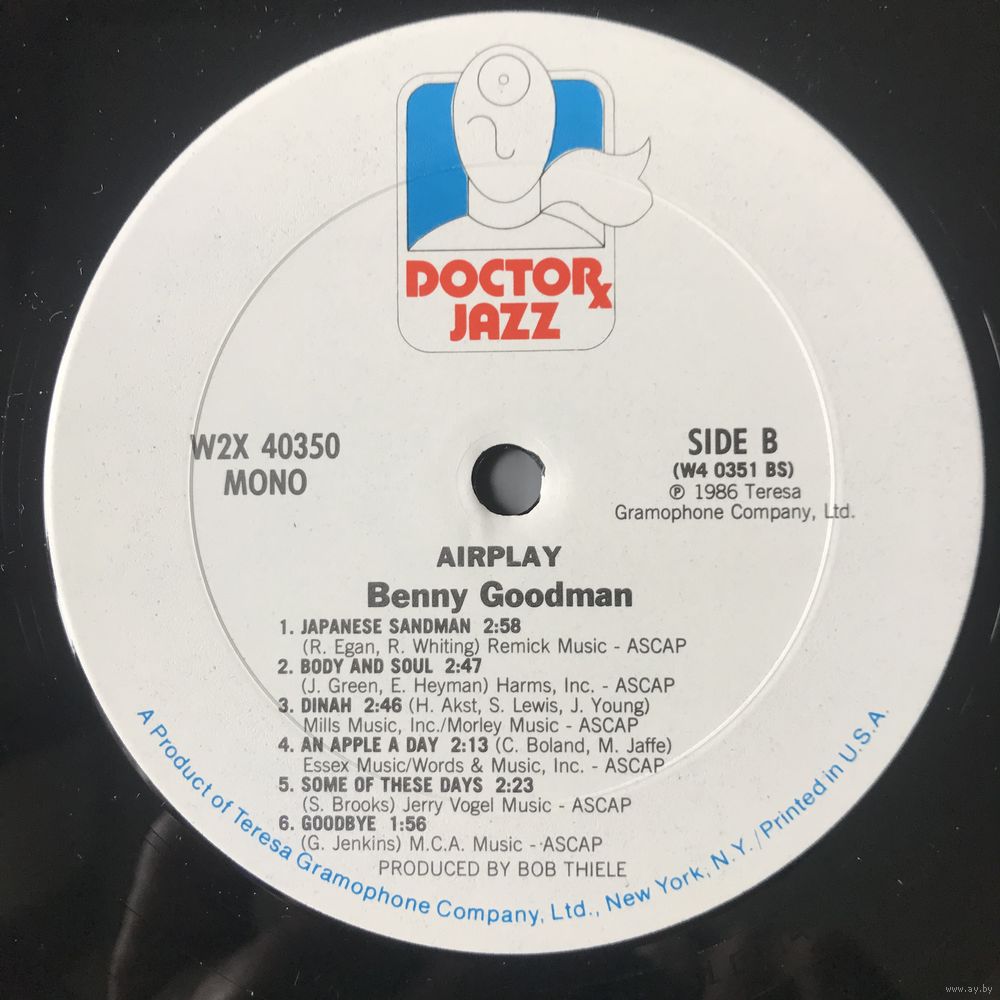 DOCTOR
x
JAZZ
W2X 40350
MONO
SIDE B
(W4 0351 BS)
℗ 1986 Teresa
Gramophone Company, Ltd.
AIRPLAY
Benny Goodman
1. JAPANESE SANDMAN 2:58
(R. Egan, R. Whiting) Remick Music - ASCAP
2. BODY AND SOUL 2:47
(J. Green, E. Heyman) Harms, Inc. - ASCAP
3. DINAH 2:46 (H. Akst, S. Lewis, J. Young)
Mills Music, Inc./Morley Music - ASCAP
4. AN APPLE A DAY 2:13 (C. Boland, M. Jaffe)
Essex Music/Words & Music, Inc. - ASCAP
5. SOME OF THESE DAYS 2:23
(S. Brooks) Jerry Vogel Music - ASCAP
6. GOODBYE 1:56
(G. Jenkins) M.C.A. Music - ASCAP
PRODUCED BY BOB THIELE
A Product of Teresa Gramophone Company, Ltd., New York, N.Y./Printed in U.S.A.
www.ay.by